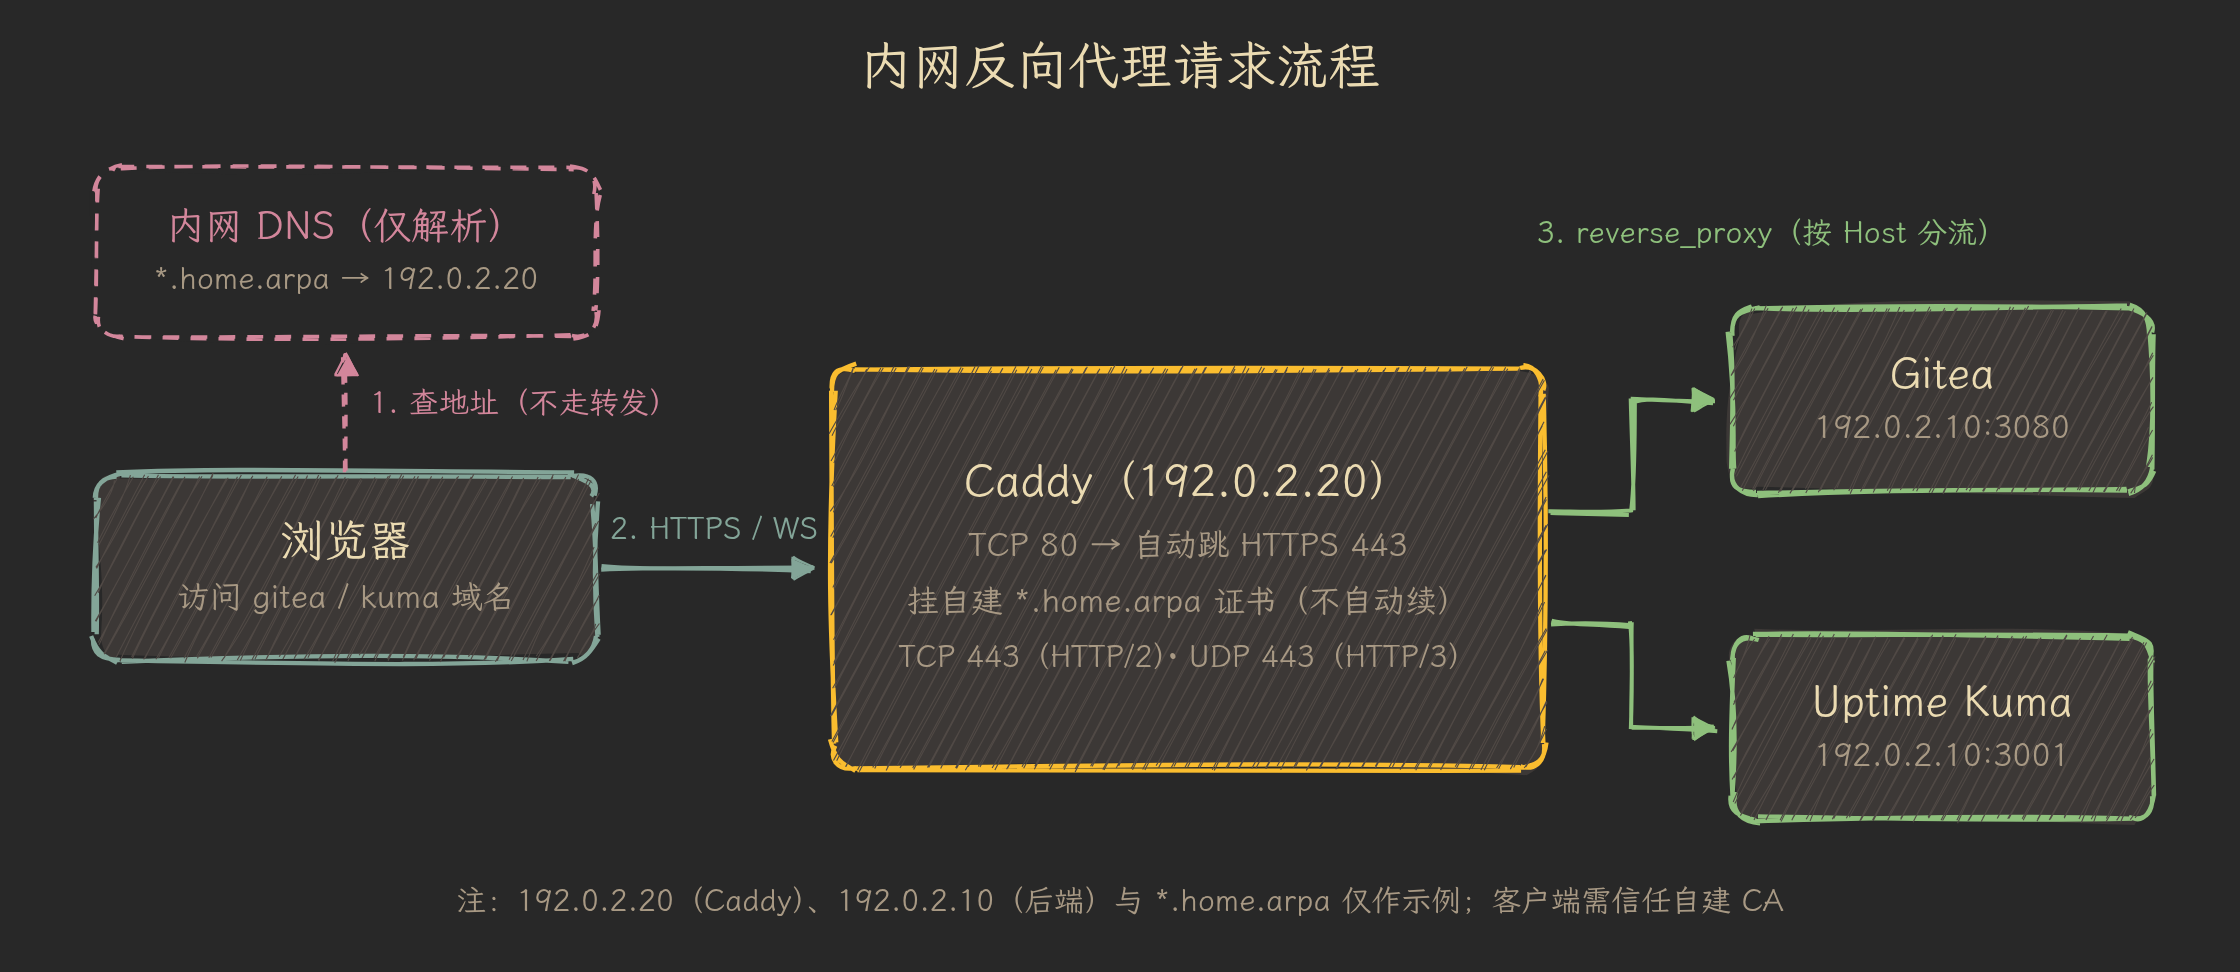 内网反向代理请求流程
内网 DNS（仅解析）
*.home.arpa → 192.0.2.20
1. 查地址（不走转发）
浏览器
访问 gitea / kuma 域名
2. HTTPS / WS
Caddy（192.0.2.20）
TCP 80 → 自动跳 HTTPS 443
挂自建 *.home.arpa 证书（不自动续）
TCP 443（HTTP/2）· UDP 443（HTTP/3）
3. reverse_proxy（按 Host 分流）
Gitea
192.0.2.10:3080
Uptime Kuma
192.0.2.10:3001
注：192.0.2.20（Caddy）、192.0.2.10（后端）与 *.home.arpa 仅作示例；客户端需信任自建 CA